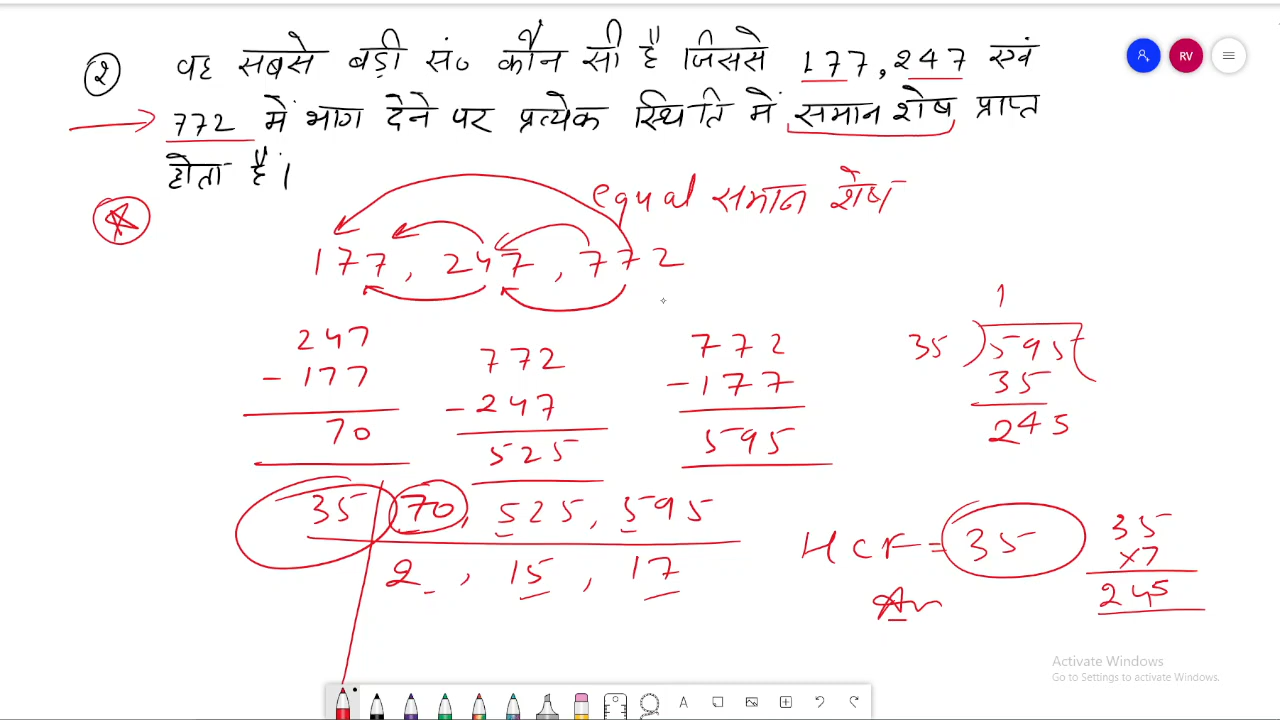 RV
२ वह सबसे बड़ी सं० कौन सी है जिससे 177, 247 एवं
772 में भाग देने पर प्रत्येक स्थिति में समान शेष प्राप्त
होता है।
equal समान शेष
177, 247, 772
247
- 177
70
772
- 247
525
772
- 177
595
1
35 ) 595 (
35
245
35 70, 525, 595
2, 15, 17
HCF = 35
Ans
35
×7
245
Activate Windows
Go to Settings to activate Windows.
A